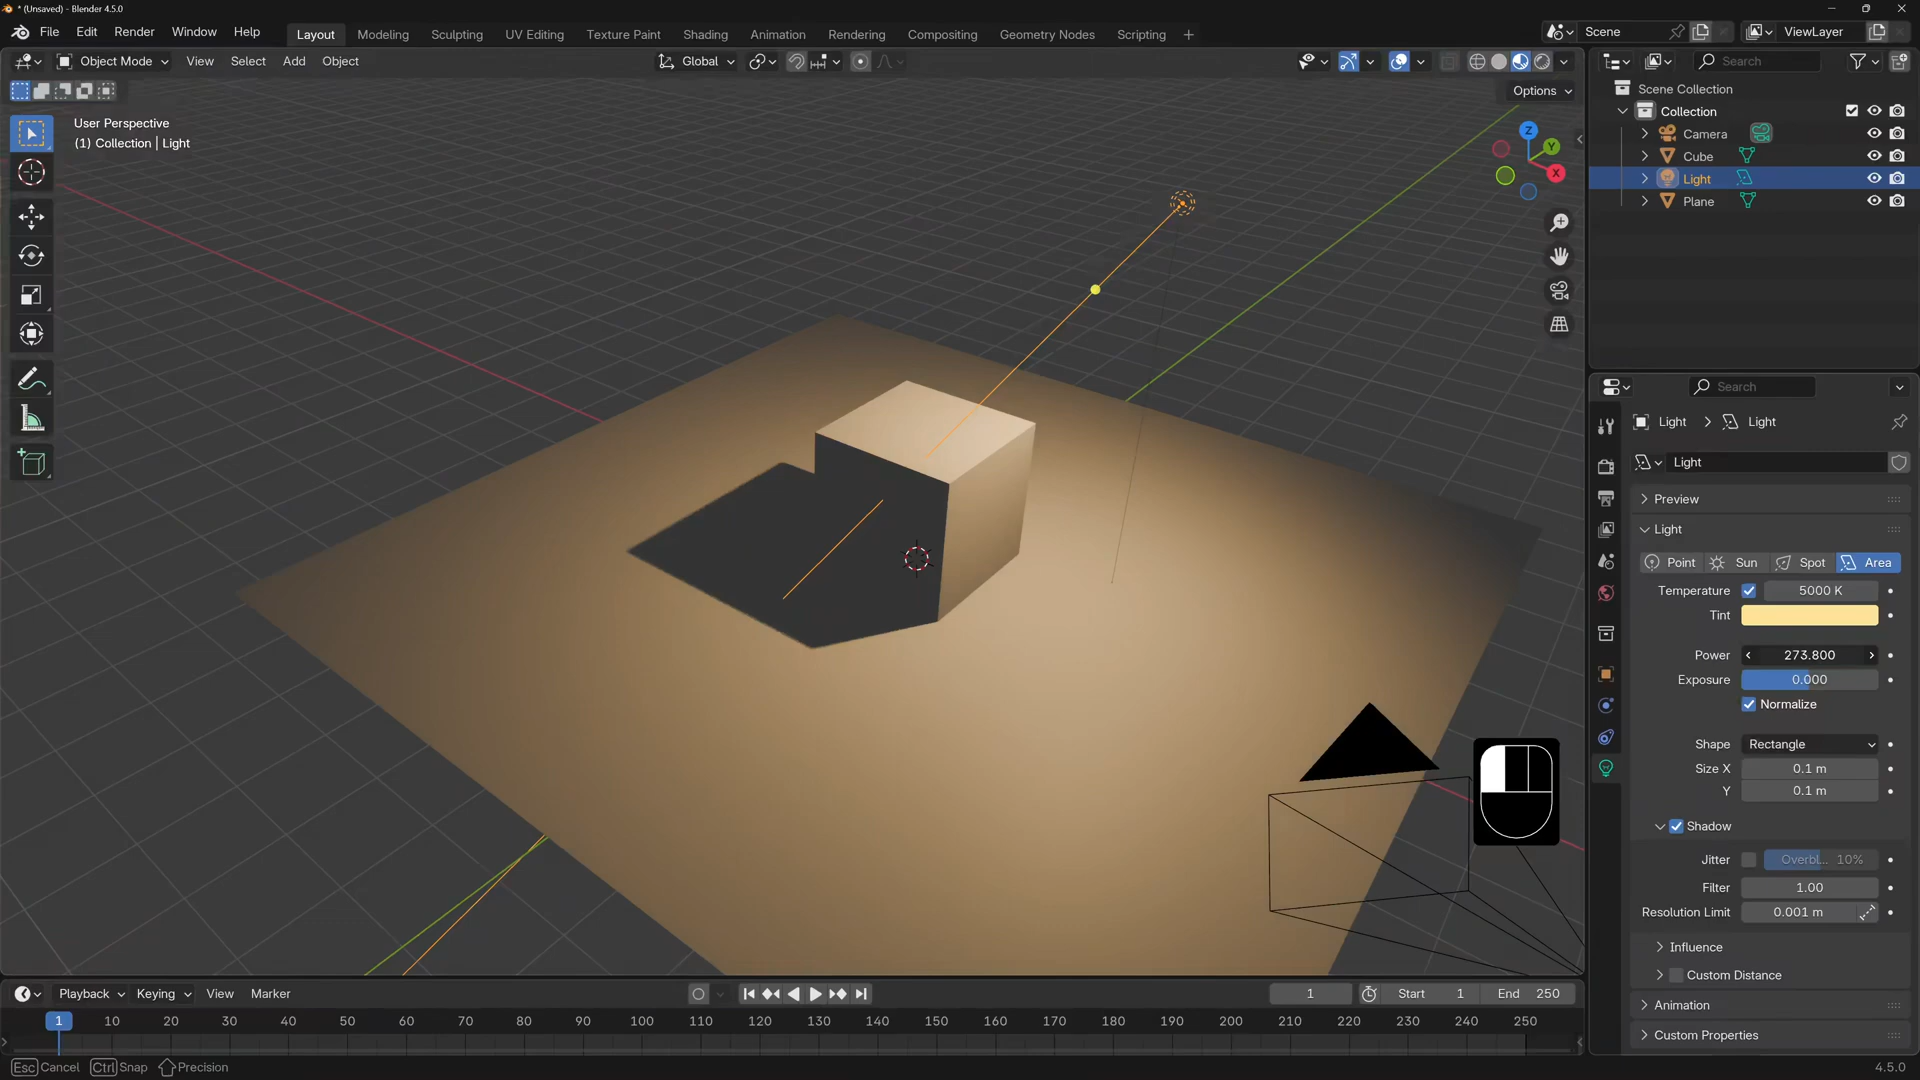 * (Unsaved) - Blender 4.5.0
File Edit Render Window Help Layout Modeling Sculpting UV Editing Texture Paint Shading Animation Rendering Compositing Geometry Nodes Scripting + Scene ViewLayer
Object Mode View Select Add Object Global Search
Options
Scene Collection
Collection
Camera
Cube
Light
Plane
User Perspective
(1) Collection | Light
Z
Y
X
Search
Light > Light
Light
Preview
Light
Point Sun Spot Area
Temperature 5000 K
Tint
Power 273.800
Exposure 0.000
Normalize
Shape Rectangle
Size X 0.1 m
Y 0.1 m
Shadow
Jitter Overbl... 10%
Filter 1.00
Resolution Limit 0.001 m
Influence
Custom Distance
Animation
Custom Properties
Playback Keying View Marker 1 Start 1 End 250
1 10 20 30 40 50 60 70 80 90 100 110 120 130 140 150 160 170 180 190 200 210 220 230 240 250
Esc Cancel Ctrl Snap Precision 4.5.0